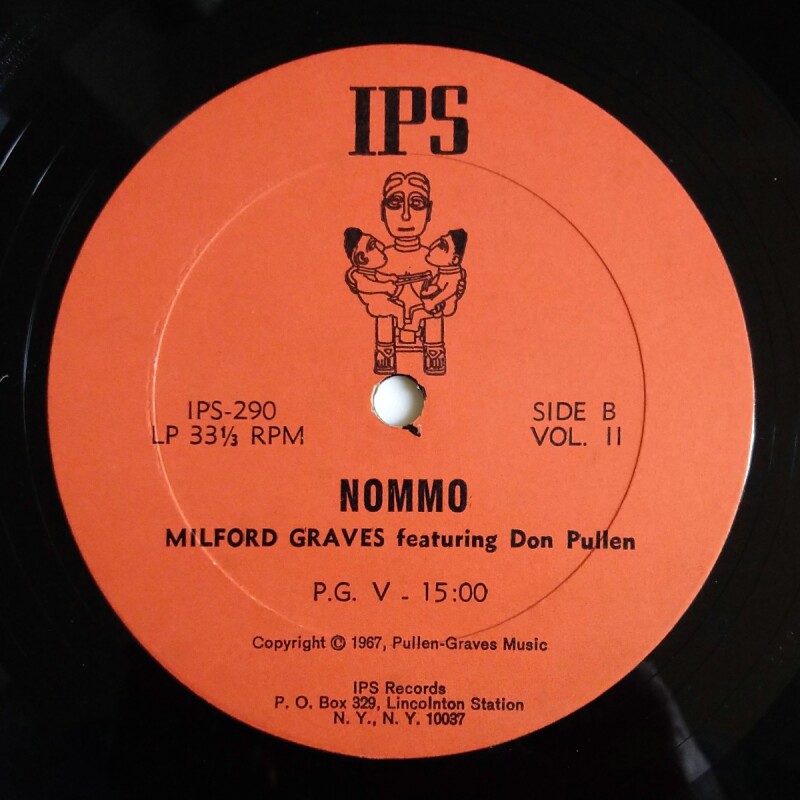 IPS
IPS-290
LP 33⅓ RPM
SIDE B
VOL. II
NOMMO
MILFORD GRAVES featuring Don Pullen
P.G. V - 15:00
Copyright © 1967, Pullen-Graves Music
IPS Records
P. O. Box 329, Lincolnton Station
N. Y., N. Y. 10037